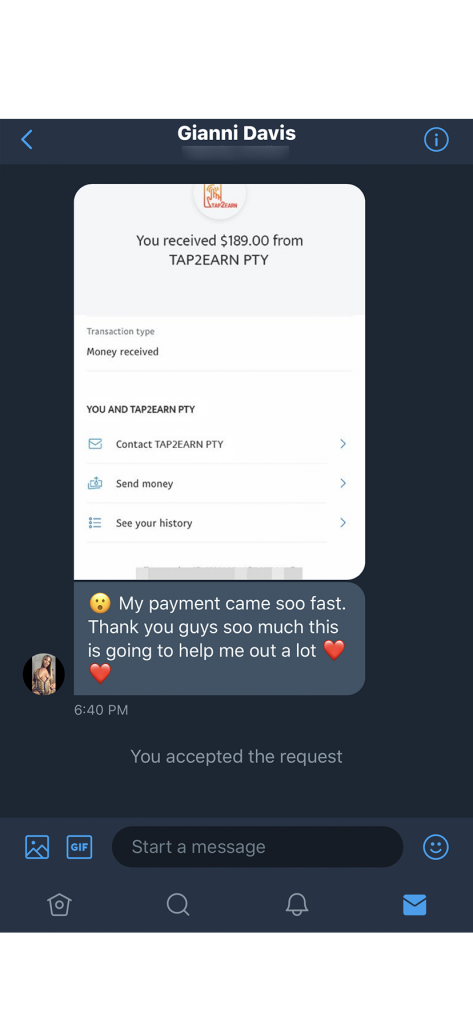 Gianni Davis
TAP2EARN
You received $189.00 from
TAP2EARN PTY
Transaction type
Money received
YOU AND TAP2EARN PTY
Contact TAP2EARN PTY
Send money
See your history
😮 My payment came soo fast.
Thank you guys soo much this
is going to help me out a lot ❤️
❤️
6:40 PM
You accepted the request
GIF
Start a message